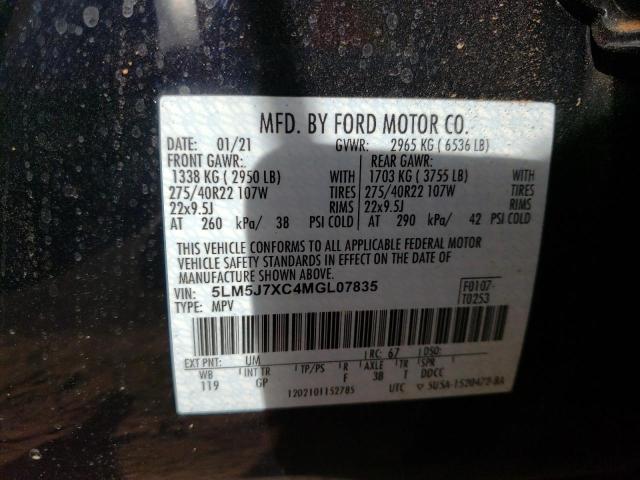 MFD. BY FORD MOTOR CO.
DATE: 01/21 GVWR: 2965 KG ( 6536 LB)
FRONT GAWR: REAR GAWR:
1338 KG ( 2950 LB) WITH 1703 KG ( 3755 LB) WITH
275/40R22 107W TIRES 275/40R22 107W TIRES
22x9.5J RIMS 22x9.5J RIMS
AT 260 kPa/ 38 PSI COLD AT 290 kPa/ 42 PSI COLD
THIS VEHICLE CONFORMS TO ALL APPLICABLE FEDERAL MOTOR
VEHICLE SAFETY STANDARDS IN EFFECT ON THE DATE OF
MANUFACTURE SHOWN ABOVE.
VIN: 5LM5J7XC4MGL07835 F0107-
TYPE: MPV T0253
EXT PNT: UM RC: 67 DSO:
WB INT TR TP/PS R AXLE TR SPR
119 GP F 3B T DDCC
1202101152785 UTC ▽ 5USA-1520472-BA